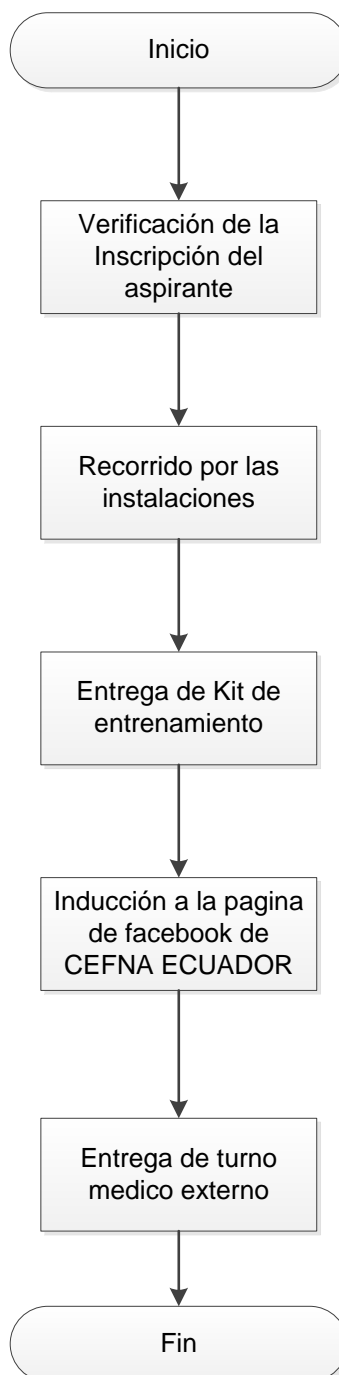 Inicio
Verificación de la
Inscripción del
aspirante
Recorrido por las
instalaciones
Entrega de Kit de
entrenamiento
Inducción a la pagina
de facebook de
CEFNA ECUADOR
Entrega de turno
medico externo
Fin